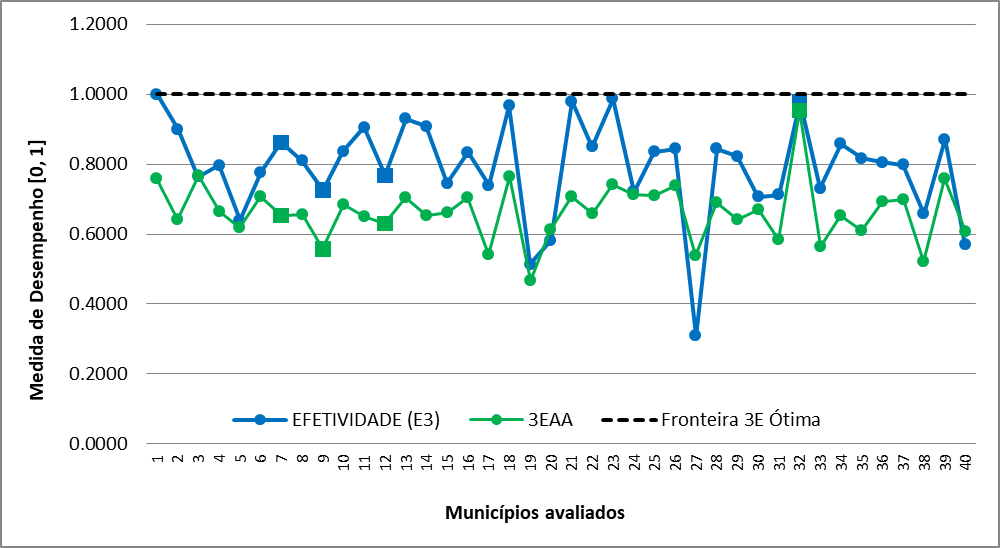 1.2000
1.0000
0.8000
0.6000
0.4000
0.2000
0.0000
Medida de Desempenho [0, 1]
EFETIVIDADE (E3) 3EAA Fronteira 3E Ótima
1 2 3 4 5 6 7 8 9 10 11 12 13 14 15 16 17 18 19 20 21 22 23 24 25 26 27 28 29 30 31 32 33 34 35 36 37 38 39 40
Municípios avaliados